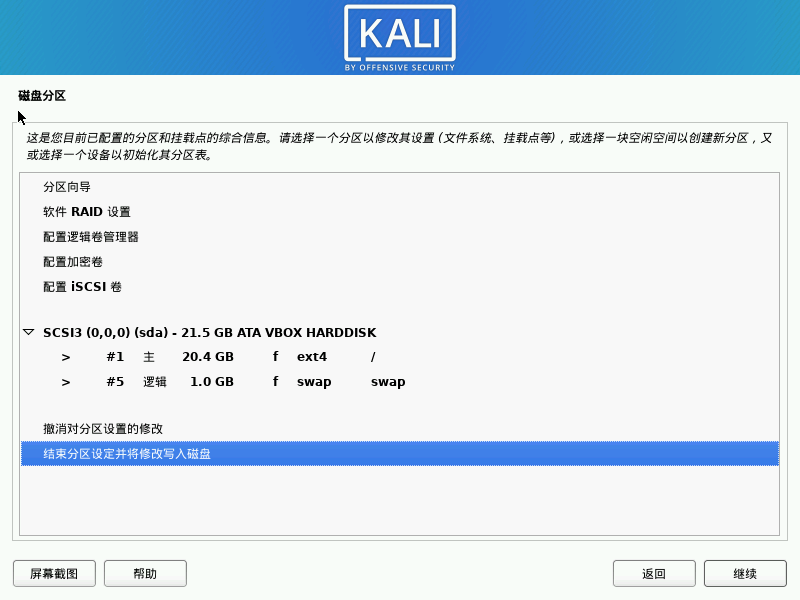 KALI
BY OFFENSIVE SECURITY
磁盘分区
这是您目前已配置的分区和挂载点的综合信息。请选择一个分区以修改其设置 (文件系统、挂载点等)，或选择一块空闲空间以创建新分区，又
或选择一个设备以初始化其分区表。
分区向导
软件 RAID 设置
配置逻辑卷管理器
配置加密卷
配置 iSCSI 卷
SCSI3 (0,0,0) (sda) - 21.5 GB ATA VBOX HARDDISK
> #1 主 20.4 GB f ext4 /
> #5 逻辑 1.0 GB f swap swap
撤消对分区设置的修改
结束分区设定并将修改写入磁盘
屏幕截图 帮助 返回 继续